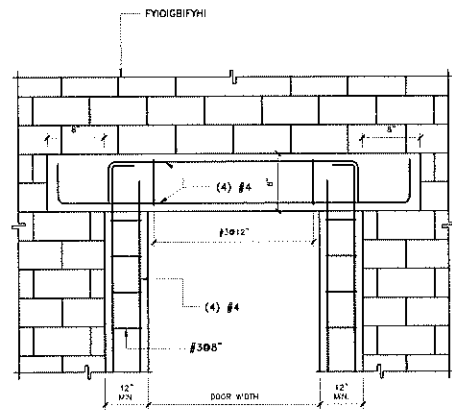 FYIOIGBIFYHI
8"
8"
(4) #4
8"
#3@12"
(4) #4
#3@8"
12"
MIN.
DOOR WIDTH
12"
MIN.